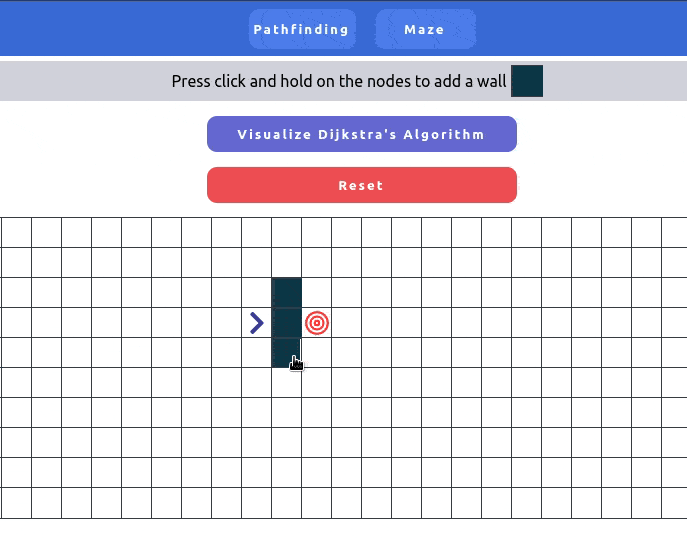 Pathfinding
Maze
Press click and hold on the nodes to add a wall
Visualize Dijkstra's Algorithm
Reset